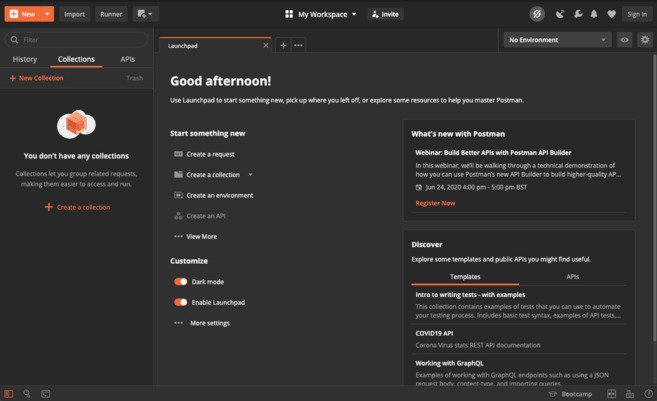 New
Import
Runner
My Workspace
Invite
Sign In
Filter
History
Collections
APIs
New Collection
Trash
You don't have any collections
Collections let you group related requests,
making them easier to access and run.
Create a collection
Launchpad
No Environment
Good afternoon!
Use Launchpad to start something new, pick up where you left off, or explore some resources to help you master Postman.
Start something new
Create a request
Create a collection
Create an environment
Create an API
View More
Customize
Dark mode
Enable Launchpad
More settings
What's new with Postman
Webinar: Build Better APIs with Postman API Builder
In this webinar, we'll be walking through a technical demonstration of
how you can use Postman's new API Builder to build higher-quality AP...
Jun 24, 2020 4:00 pm - 5:00 pm BST
Register Now
Discover
Explore some templates and public APIs you might find useful.
Templates
APIs
Intro to writing tests - with examples
This collection contains examples of tests that you can use to automate
your testing process. Includes basic test syntax, examples of API tests,...
COVID19 API
Corona Virus stats REST API documentation
Working with GraphQL
Examples of working with GraphQL endpoints such as using a JSON
request body, content-type, and importing queries
Bootcamp